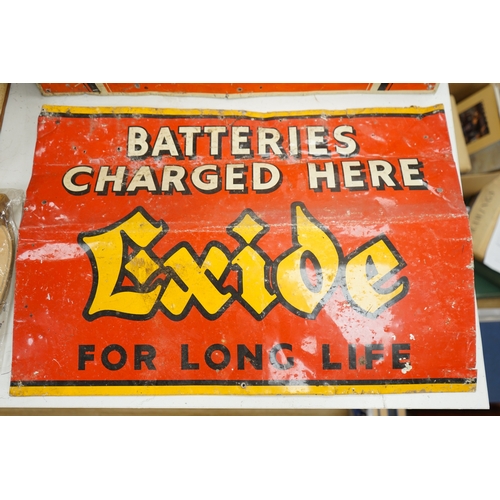 BATTERIES
CHARGED HERE
Exide
FOR LONG LIFE